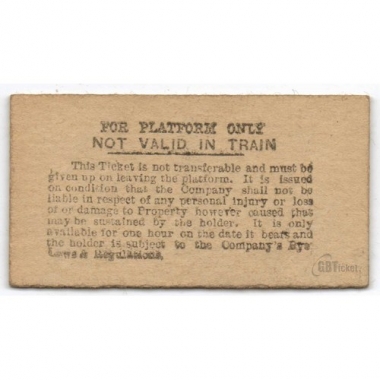 FOR PLATFORM ONLY
NOT VALID IN TRAIN
This Ticket is not transferable and must be
given up on leaving the platform. It is issued
on condition that the Company shall not be
liable in respect of any personal injury or loss
of or damage to Property however caused that
may be sustained by the holder. It is only
available for one hour on the date it bears and
the holder is subject to the Company's Bye
Laws & Regulations.
GBTicket